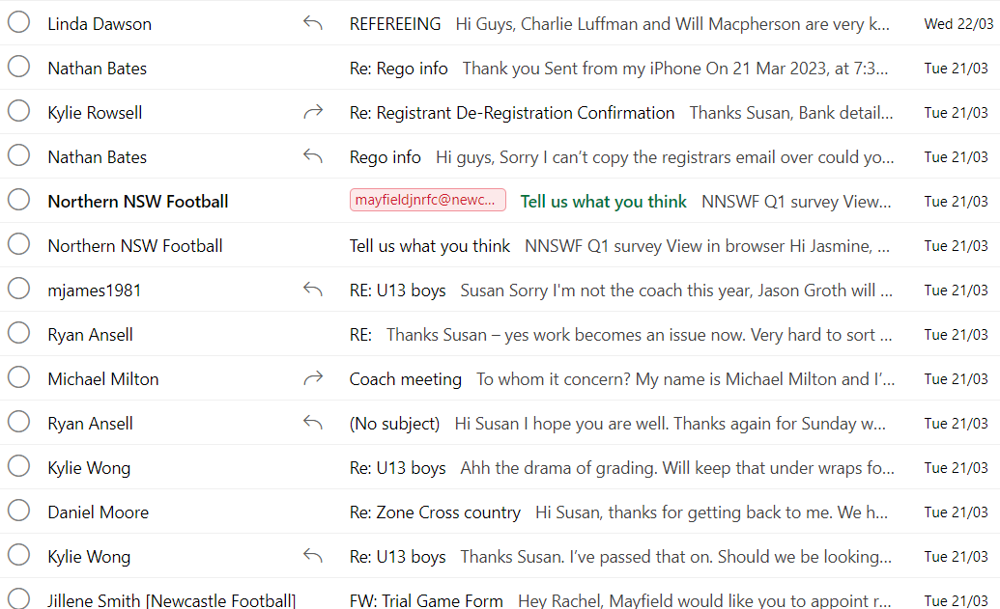 Linda Dawson REFEREEING Hi Guys, Charlie Luffman and Will Macpherson are very k... Wed 22/03
Nathan Bates Re: Rego info Thank you Sent from my iPhone On 21 Mar 2023, at 7:3... Tue 21/03
Kylie Rowsell Re: Registrant De-Registration Confirmation Thanks Susan, Bank detail... Tue 21/03
Nathan Bates Rego info Hi guys, Sorry I can’t copy the registrars email over could yo... Tue 21/03
Northern NSW Football mayfieldjnrfc@newc... Tell us what you think NNSWF Q1 survey View... Tue 21/03
Northern NSW Football Tell us what you think NNSWF Q1 survey View in browser Hi Jasmine, ... Tue 21/03
mjames1981 RE: U13 boys Susan Sorry I'm not the coach this year, Jason Groth will ... Tue 21/03
Ryan Ansell RE: Thanks Susan – yes work becomes an issue now. Very hard to sort ... Tue 21/03
Michael Milton Coach meeting To whom it concern? My name is Michael Milton and I’... Tue 21/03
Ryan Ansell (No subject) Hi Susan I hope you are well. Thanks again for Sunday w... Tue 21/03
Kylie Wong Re: U13 boys Ahh the drama of grading. Will keep that under wraps fo... Tue 21/03
Daniel Moore Re: Zone Cross country Hi Susan, thanks for getting back to me. We h... Tue 21/03
Kylie Wong Re: U13 boys Thanks Susan. I’ve passed that on. Should we be looking... Tue 21/03
Jillene Smith [Newcastle Football] FW: Trial Game Form Hey Rachel, Mayfield would like you to appoint r... Tue 21/03